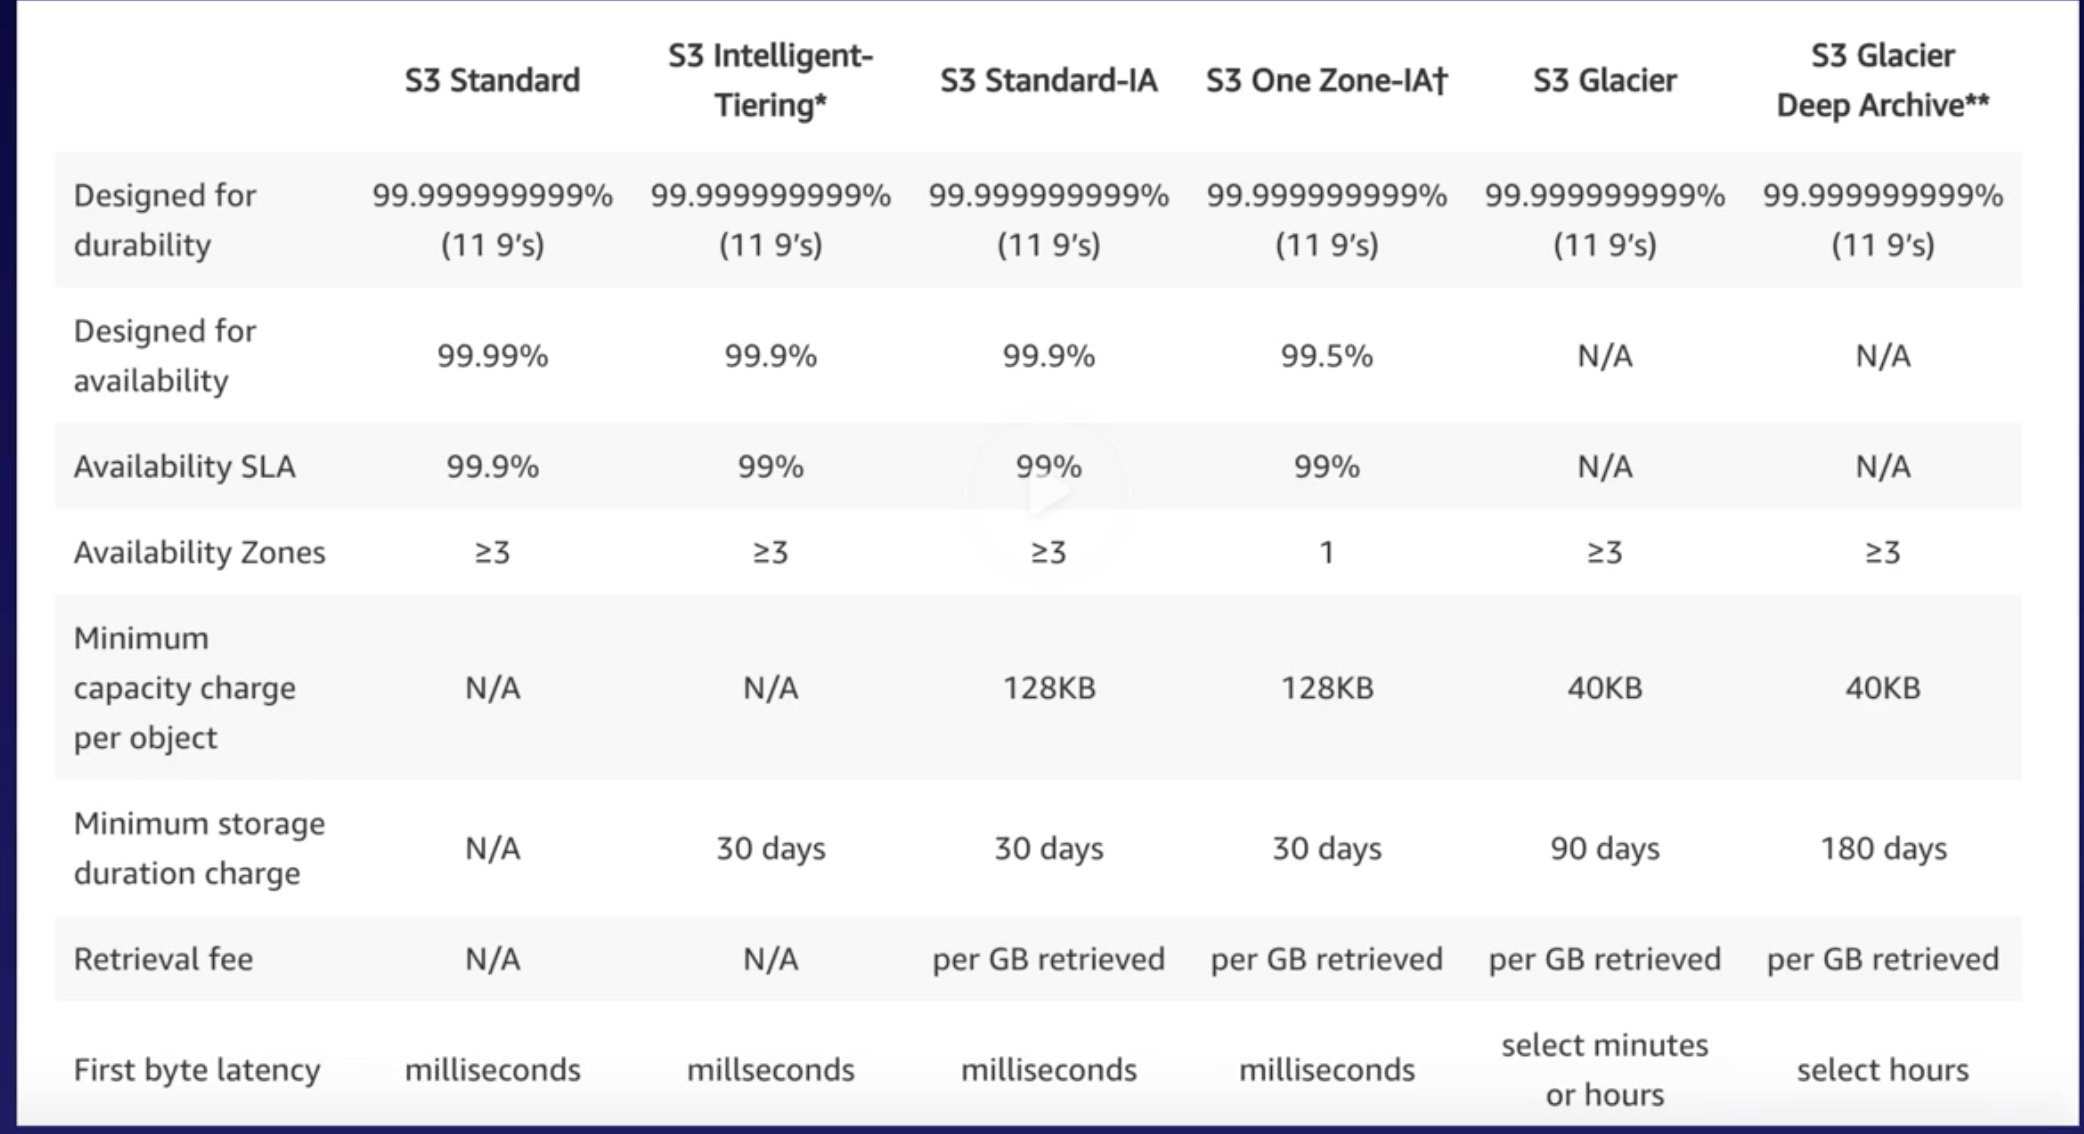 S3 Standard
S3 Intelligent-
Tiering*
S3 Standard-IA
S3 One Zone-IA†
S3 Glacier
S3 Glacier
Deep Archive**
Designed for
durability
99.999999999%
(11 9’s)
99.999999999%
(11 9’s)
99.999999999%
(11 9’s)
99.999999999%
(11 9’s)
99.999999999%
(11 9’s)
99.999999999%
(11 9’s)
Designed for
availability
99.99%
99.9%
99.9%
99.5%
N/A
N/A
Availability SLA
99.9%
99%
99%
99%
N/A
N/A
Availability Zones
≥3
≥3
≥3
1
≥3
≥3
Minimum
capacity charge
per object
N/A
N/A
128KB
128KB
40KB
40KB
Minimum storage
duration charge
N/A
30 days
30 days
30 days
90 days
180 days
Retrieval fee
N/A
N/A
per GB retrieved
per GB retrieved
per GB retrieved
per GB retrieved
First byte latency
milliseconds
millseconds
milliseconds
milliseconds
select minutes
or hours
select hours